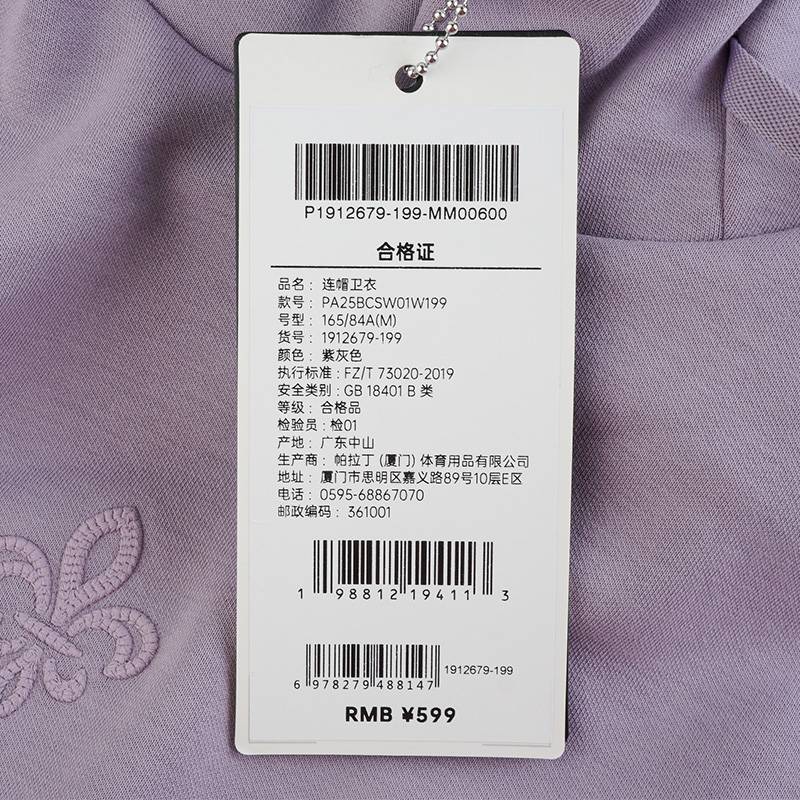 P1912679-199-MM00600
合格证
品名： 连帽卫衣
款号： PA25BCSW01W199
号型： 165/84A(M)
货号： 1912679-199
颜色： 紫灰色
执行标准：FZ/T 73020-2019
安全类别：GB 18401 B 类
等级： 合格品
检验员：检01
产地： 广东中山
生产商： 帕拉丁 (厦门) 体育用品有限公司
地址： 厦门市思明区嘉义路89号10层E区
电话： 0595-68867070
邮政编码： 361001
1 98812 19411 3
1912679-199
6 978279 488147
RMB ¥599